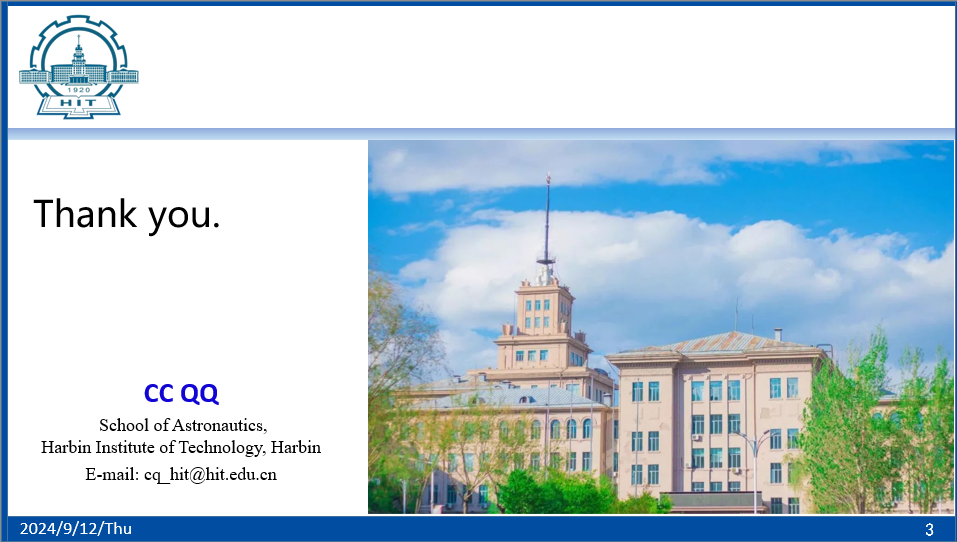 1920
HIT
Thank you.
CC QQ
School of Astronautics,
Harbin Institute of Technology, Harbin
E-mail: cq_hit@hit.edu.cn
2024/9/12/Thu
3